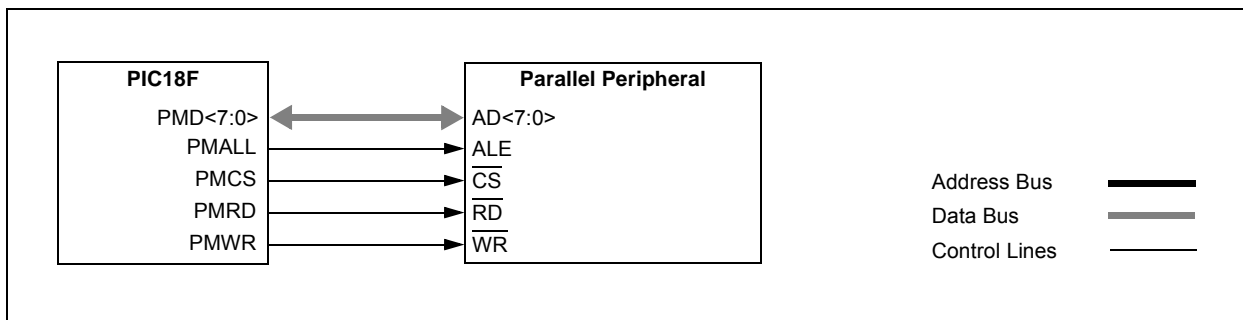 PIC18F
PMD<7:0>
PMALL
PMCS
PMRD
PMWR
Parallel Peripheral
AD<7:0>
ALE
CS
RD
WR
Address Bus
Data Bus
Control Lines